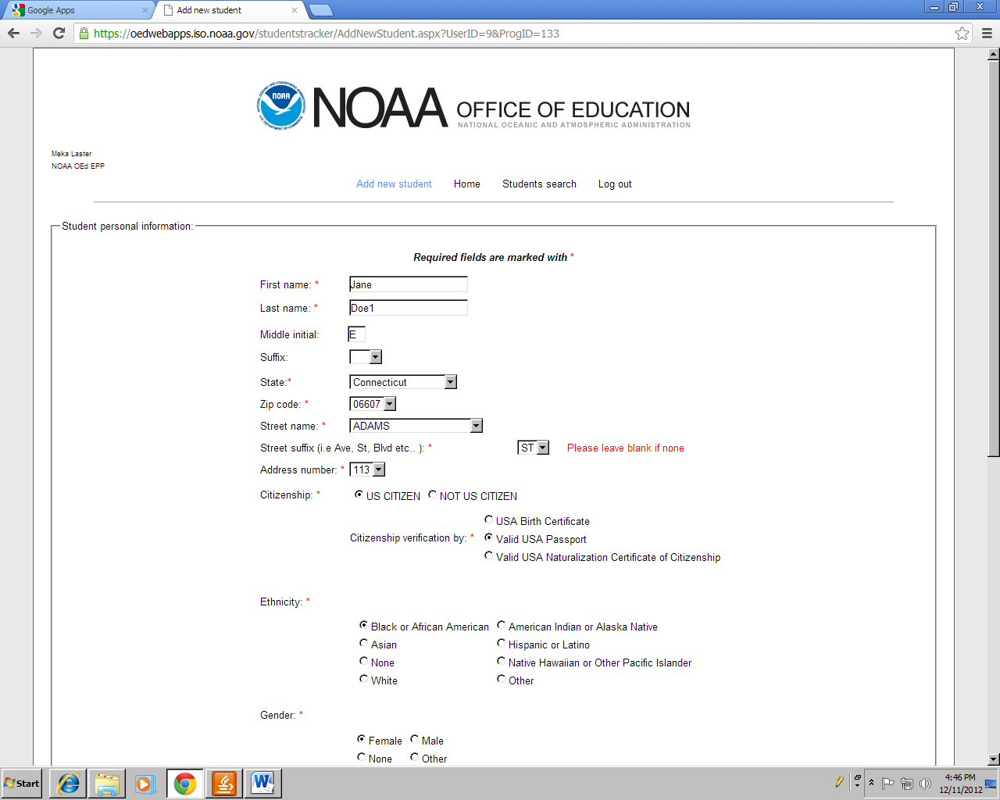 Google Apps
Add new student
https://oedwebapps.iso.noaa.gov/studentstracker/AddNewStudent.aspx?UserID=9&ProgID=133
NOAA OFFICE OF EDUCATION
NATIONAL OCEANIC AND ATMOSPHERIC ADMINISTRATION
NOAA
Meka Laster
NOAA OEd EPP
Add new student Home Students search Log out
Student personal information:
Required fields are marked with *
First name: * Jane
Last name: * Doe1
Middle initial: E
Suffix:
State:* Connecticut
Zip code: * 06607
Street name: * ADAMS
Street suffix (i.e Ave, St, Blvd etc.. ): * ST Please leave blank if none
Address number: * 113
Citizenship: * US CITIZEN NOT US CITIZEN
USA Birth Certificate
Citizenship verification by: * Valid USA Passport
Valid USA Naturalization Certificate of Citizenship
Ethnicity: *
Black or African American American Indian or Alaska Native
Asian Hispanic or Latino
None Native Hawaiian or Other Pacific Islander
White Other
Gender: *
Female Male
None Other
Start
4:46 PM
12/11/2012